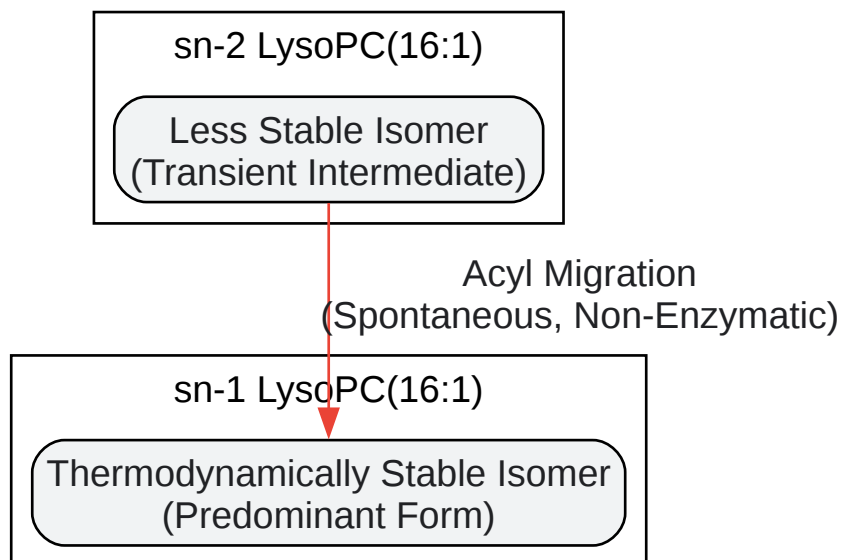 sn-2 LysoPC(16:1)
Less Stable Isomer
(Transient Intermediate)
Acyl Migration
(Spontaneous, Non-Enzymatic)
sn-1 LysoPC(16:1)
Thermodynamically Stable Isomer
(Predominant Form)